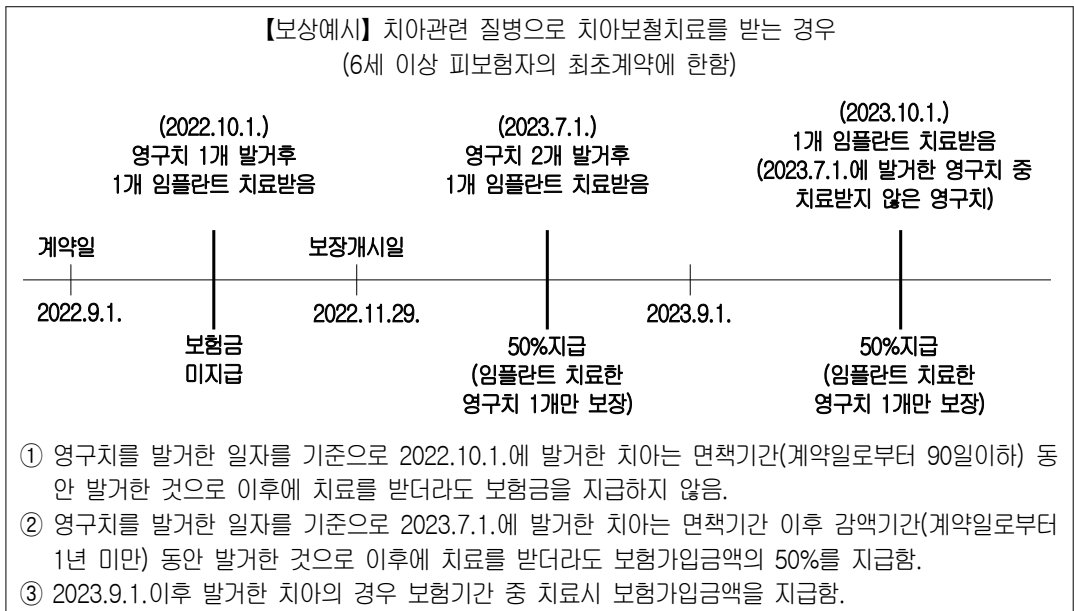 【보상예시】 치아관련 질병으로 치아보철치료를 받는 경우
(6세 이상 피보험자의 최초계약에 한함)
(2022.10.1.)
영구치 1개 발거후
1개 임플란트 치료받음
(2023.7.1.)
영구치 2개 발거후
1개 임플란트 치료받음
(2023.10.1.)
1개 임플란트 치료받음
(2023.7.1.에 발거한 영구치 중
치료받지 않은 영구치)
계약일
보장개시일
2022.9.1.
2022.11.29.
2023.9.1.
보험금
미지급
50%지급
(임플란트 치료한
영구치 1개만 보장)
50%지급
(임플란트 치료한
영구치 1개만 보장)
① 영구치를 발거한 일자를 기준으로 2022.10.1.에 발거한 치아는 면책기간(계약일로부터 90일이하) 동
안 발거한 것으로 이후에 치료를 받더라도 보험금을 지급하지 않음.
② 영구치를 발거한 일자를 기준으로 2023.7.1.에 발거한 치아는 면책기간 이후 감액기간(계약일로부터
1년 미만) 동안 발거한 것으로 이후에 치료를 받더라도 보험가입금액의 50%를 지급함.
③ 2023.9.1.이후 발거한 치아의 경우 보험기간 중 치료시 보험가입금액을 지급함.